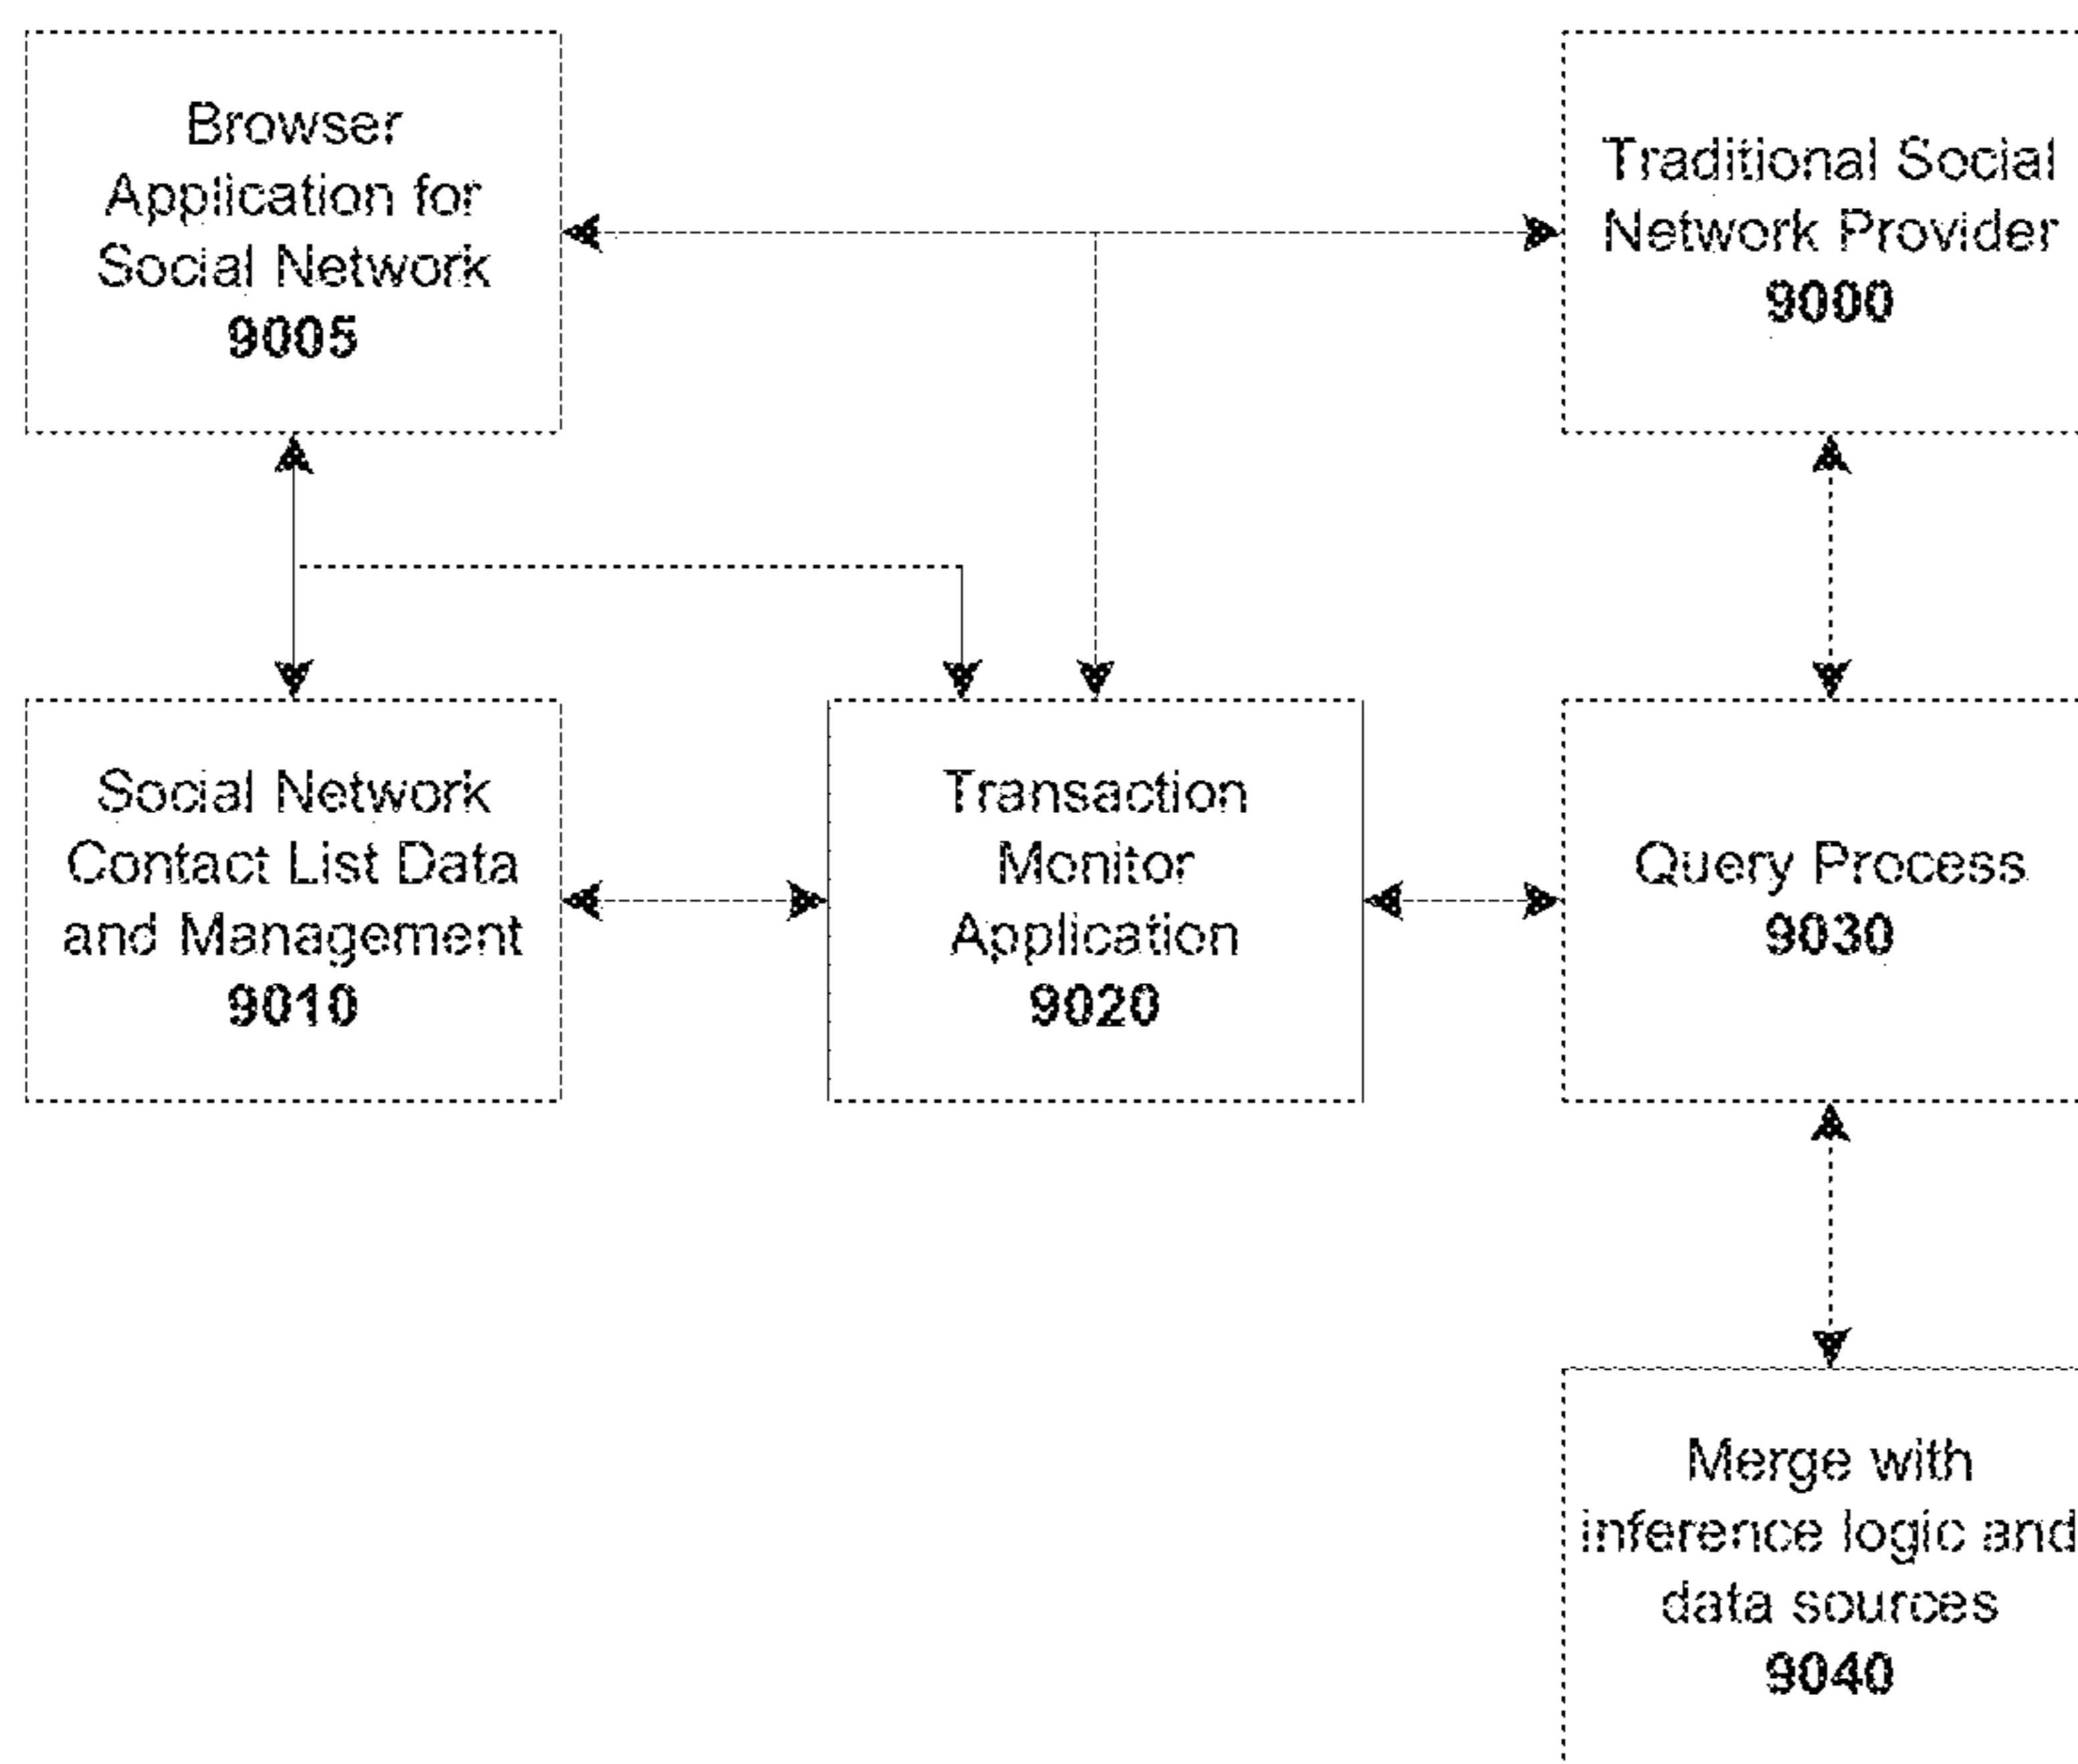 Browser
Application for
Social Network
9005
Traditional Social
Network Provider
9000
Social Network
Contact List Data
and Management
9010
Transaction
Monitor
Application
9020
Query Process
9030
Merge with
inference logic and
data sources
9040